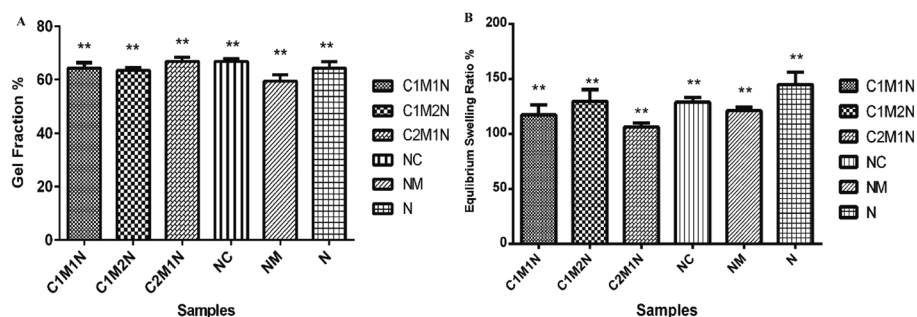 A
Gel Fraction %
80
60
40
20
0
** ** ** ** ** **
C1M1N
C1M2N
C2M1N
NC
NM
N
Samples
C1M1N
C1M2N
C2M1N
NC
NM
N
B
Equlibrium Swelling Ratio %
200
150
100
50
0
** ** ** ** ** **
C1M1N
C1M2N
C2M1N
NC
NM
N
Samples
C1M1N
C1M2N
C2M1N
NC
NM
N